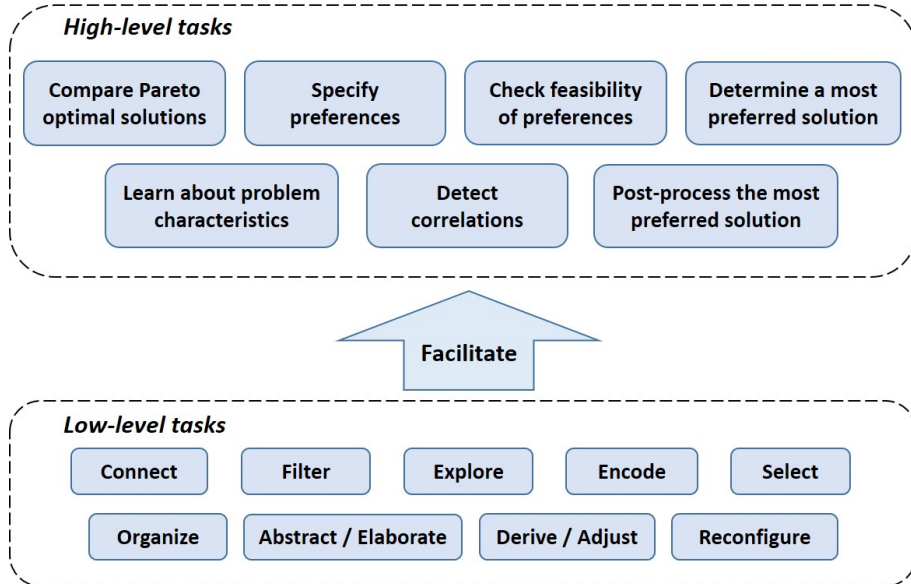 High-level tasks
Compare Pareto
optimal solutions
Specify
preferences
Check feasibility
of preferences
Determine a most
preferred solution
Learn about problem
characteristics
Detect
correlations
Post-process the most
preferred solution
Facilitate
Low-level tasks
Connect
Filter
Explore
Encode
Select
Organize
Abstract / Elaborate
Derive / Adjust
Reconfigure